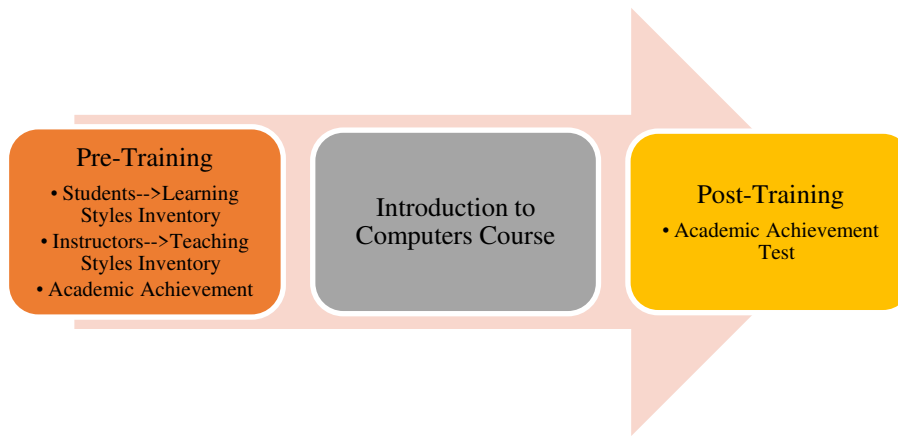 Pre-Training
• Students-->Learning
Styles Inventory
• Instructors-->Teaching
Styles Inventory
• Academic Achievement
Introduction to
Computers Course
Post-Training
• Academic Achievement
Test